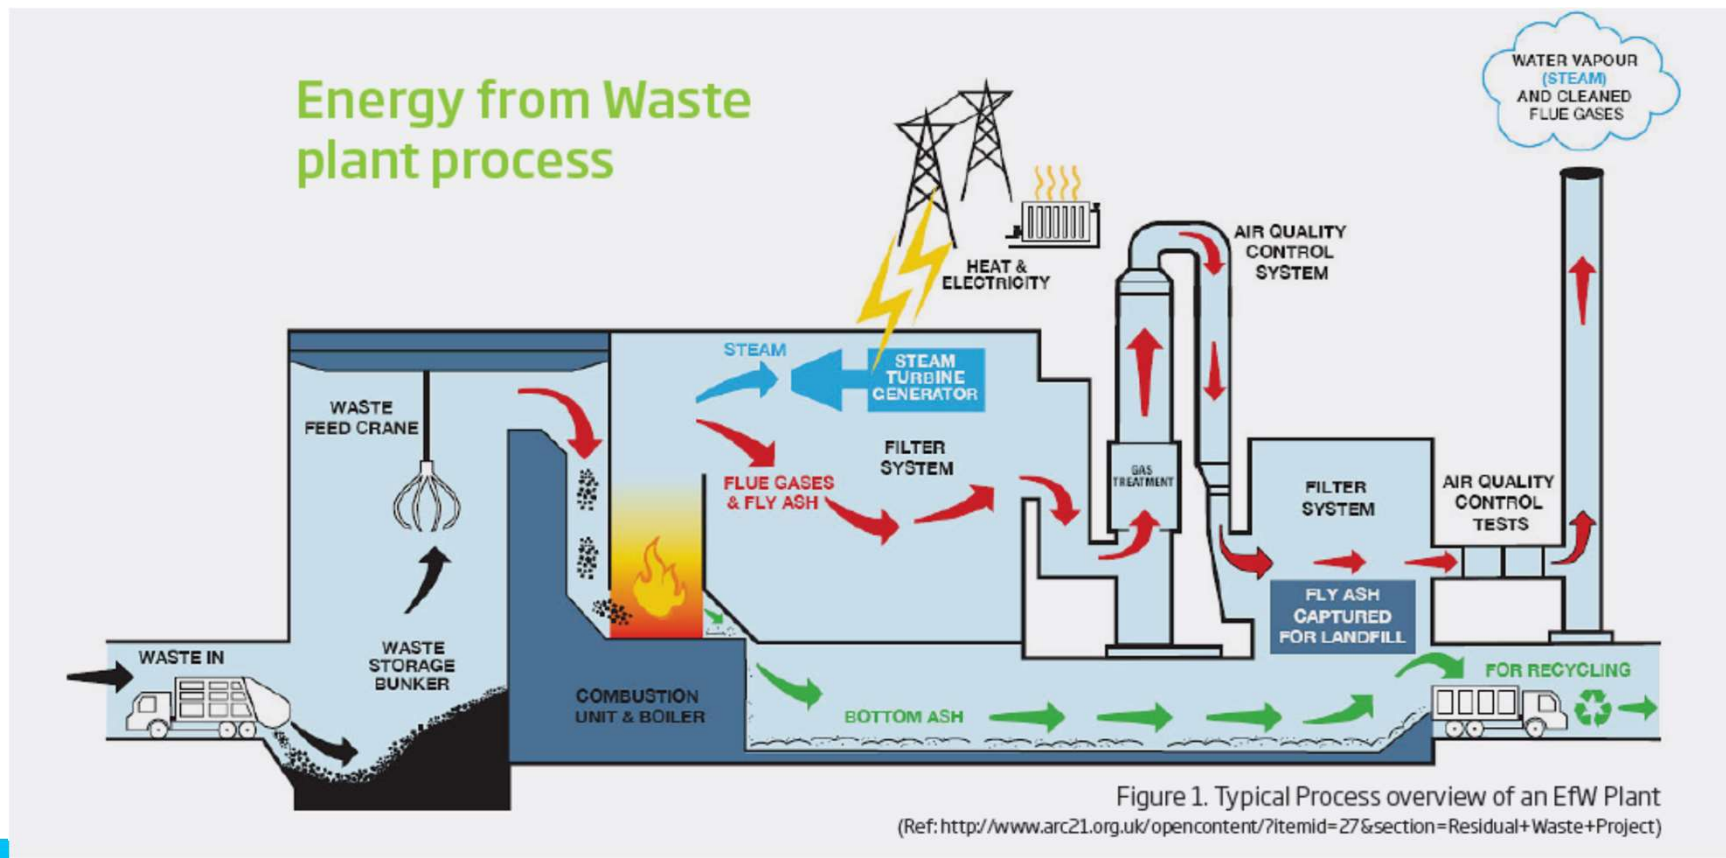 Energy from Waste
plant process
WATER VAPOUR
(STEAM)
AND CLEANED
FLUE GASES
HEAT &
ELECTRICITY
AIR QUALITY
CONTROL
SYSTEM
STEAM
STEAM
TURBINE
GENERATOR
WASTE
FEED CRANE
FILTER
SYSTEM
FLUE GASES
& FLY ASH
GAS
TREATMENT
FILTER
SYSTEM
AIR QUALITY
CONTROL
TESTS
FLY ASH
CAPTURED
FOR LANDFILL
WASTE IN
WASTE
STORAGE
BUNKER
COMBUSTION
UNIT & BOILER
BOTTOM ASH
FOR RECYCLING
Figure 1. Typical Process overview of an EfW Plant
(Ref: http://www.arc21.org.uk/opencontent/?itemid=27&section=Residual+Waste+Project)